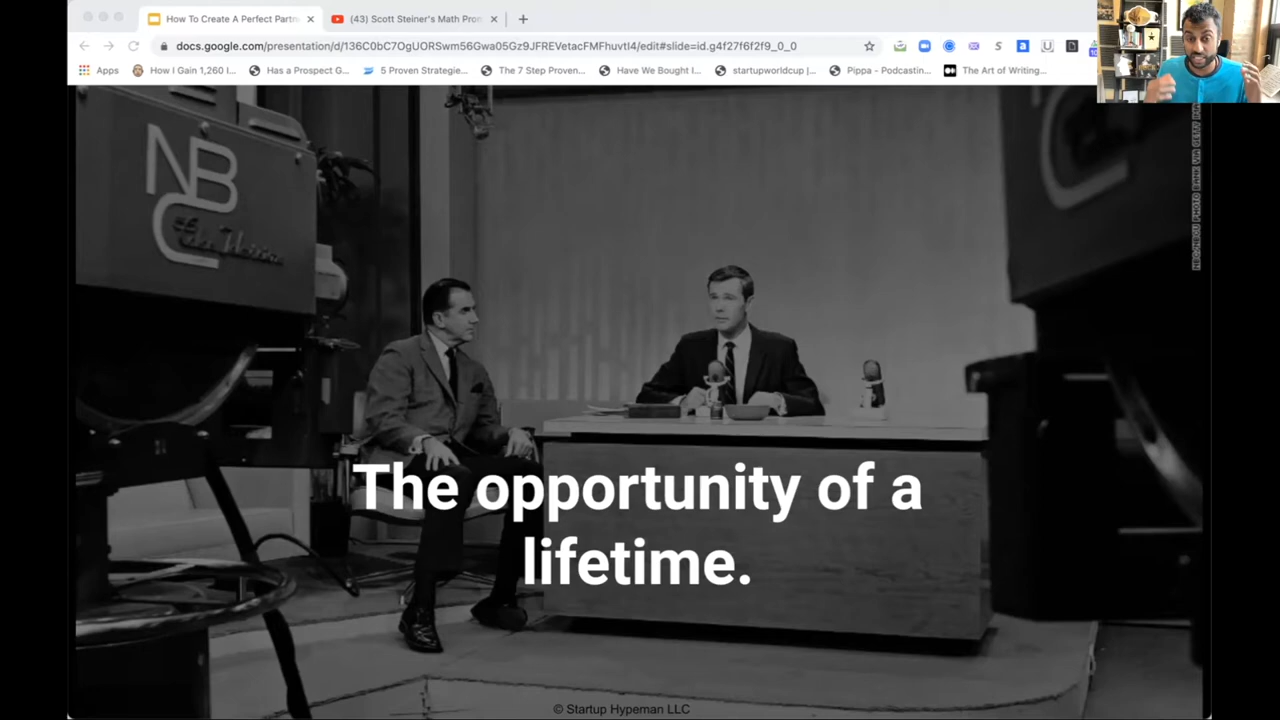 How To Create A Perfect Partn
(43) Scott Steiner's Math Pro
docs.google.com/presentation/d/136C0bC7OgUORSwm56Gwa05Gz9JFREVetacFMFhuvtI4/edit#slide=id.g4f27f6f2f9_0_0
Apps
How I Gain 1,260 I...
Has a Prospect G...
5 Proven Strategie...
The 7 Step Proven...
Have We Bought I...
startupworldcup |...
Pippa - Podcastin...
The Art of Writing...
NBC
The opportunity of a
lifetime.
© Startup Hypeman LLC